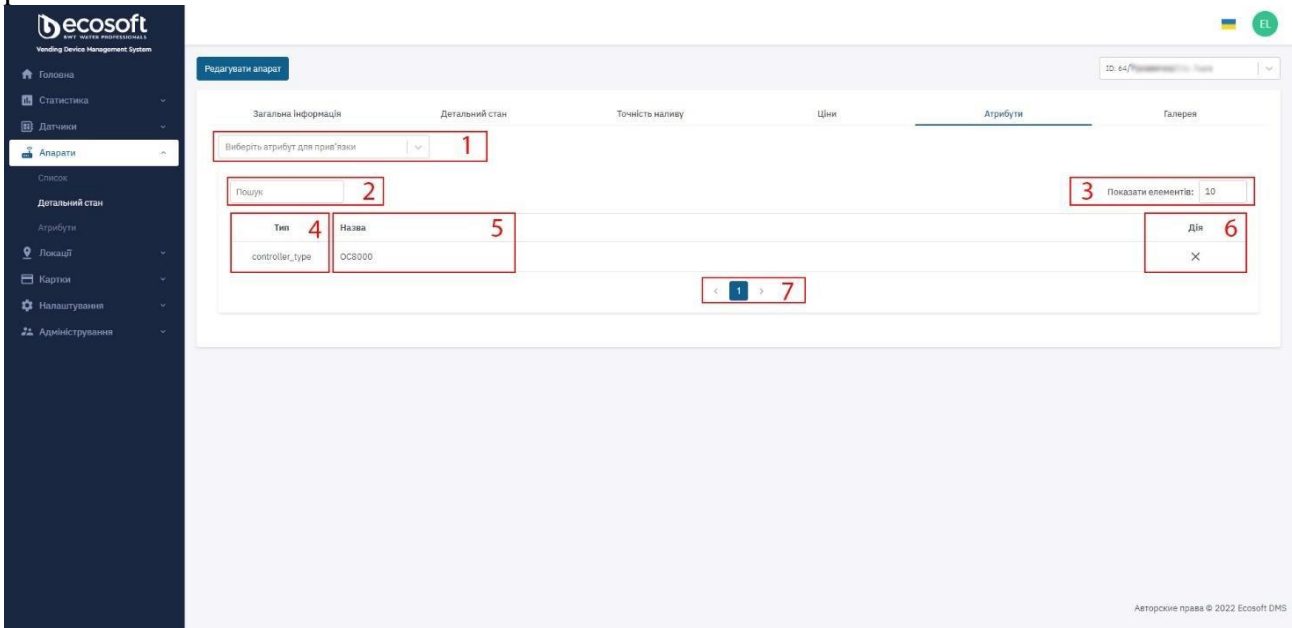 ecosoft
BWT WATER PROFESSIONALS
Vending Device Management System
EL
Головна
Статистика
Датчики
Апарати
Список
Детальний стан
Атрибути
Локації
Картки
Налаштування
Адміністрування
Редагувати апарат
ID: 64/
Загальна інформація Детальний стан Точність наливу Ціни Атрибути Галерея
Виберіть атрибут для прив'язки 1
Пошук 2
3 Показати елементів: 10
Тип 4 Назва 5 Дія 6
controller_type OC8000 ×
< 1 > 7
Авторские права © 2022 Ecosoft DMS